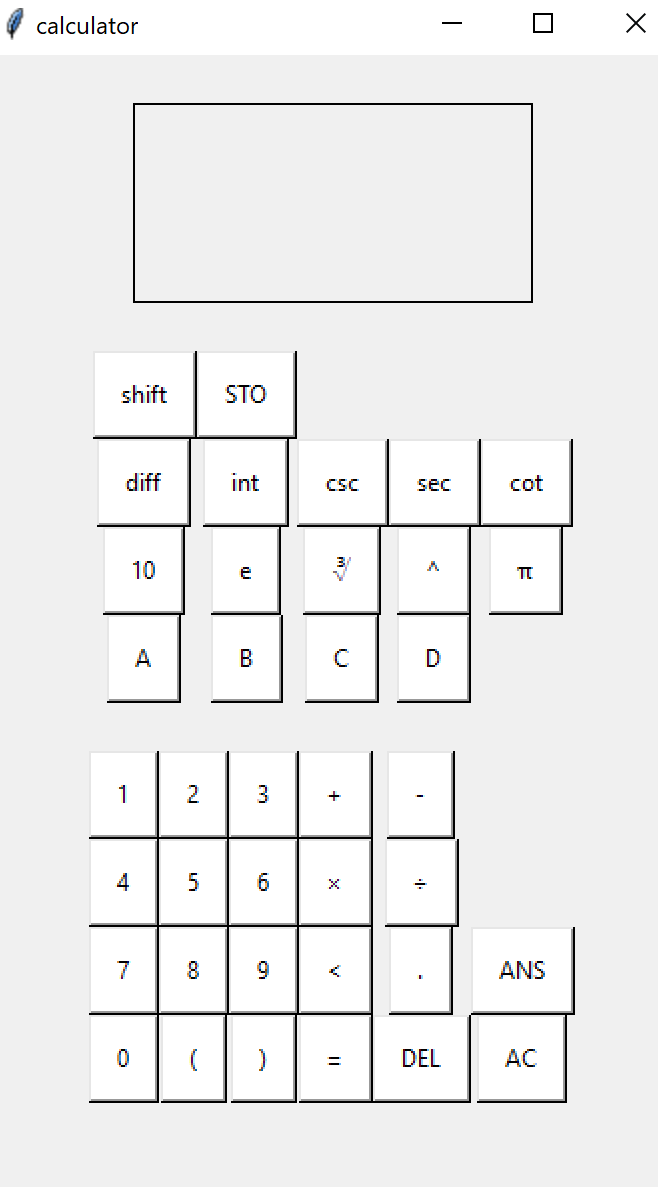 calculator
shift STO
diff int csc sec cot
10 e ∛ ^ π
A B C D
1 2 3 + -
4 5 6 × ÷
7 8 9 < . ANS
0 ( ) = DEL AC